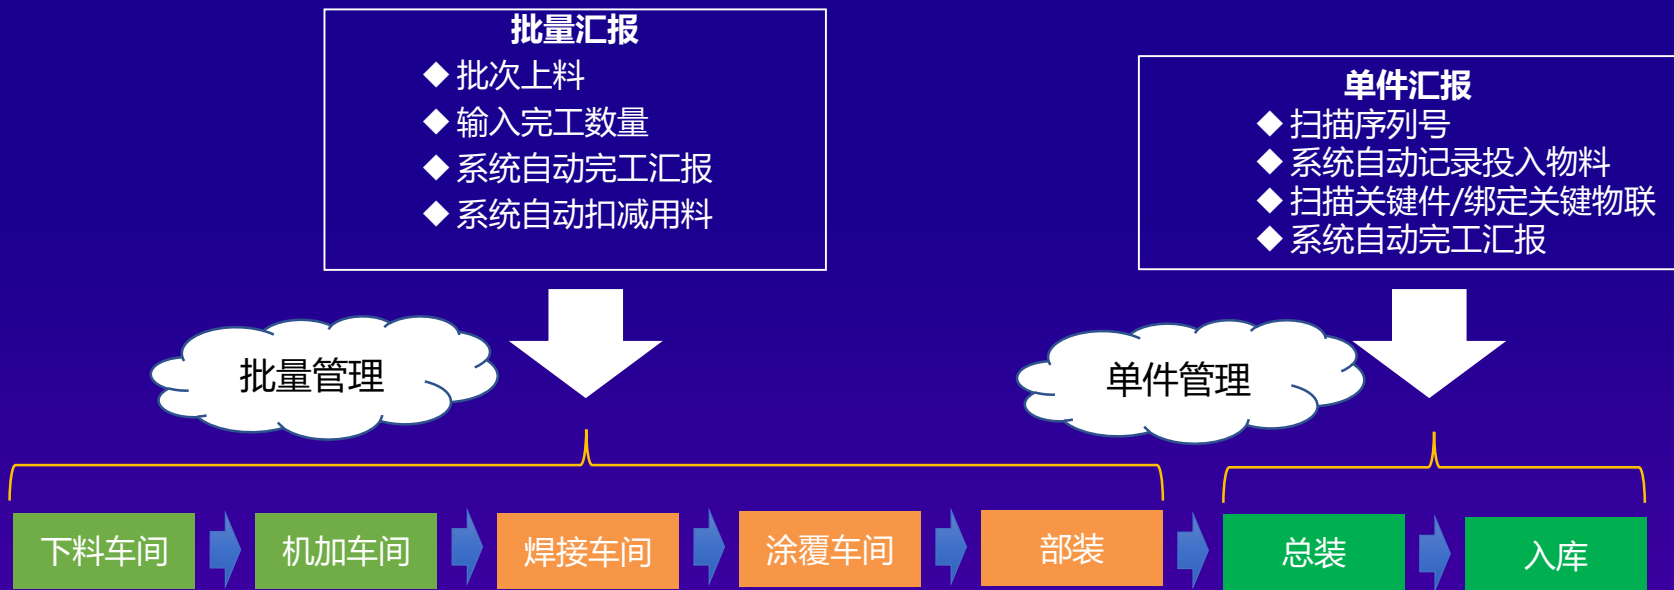 批量汇报
◆ 批次上料
◆ 输入完工数量
◆ 系统自动完工汇报
◆ 系统自动扣减用料
单件汇报
◆ 扫描序列号
◆ 系统自动记录投入物料
◆ 扫描关键件/绑定关键物联
◆ 系统自动完工汇报
批量管理
单件管理
下料车间
机加车间
焊接车间
涂覆车间
部装
总装
入库